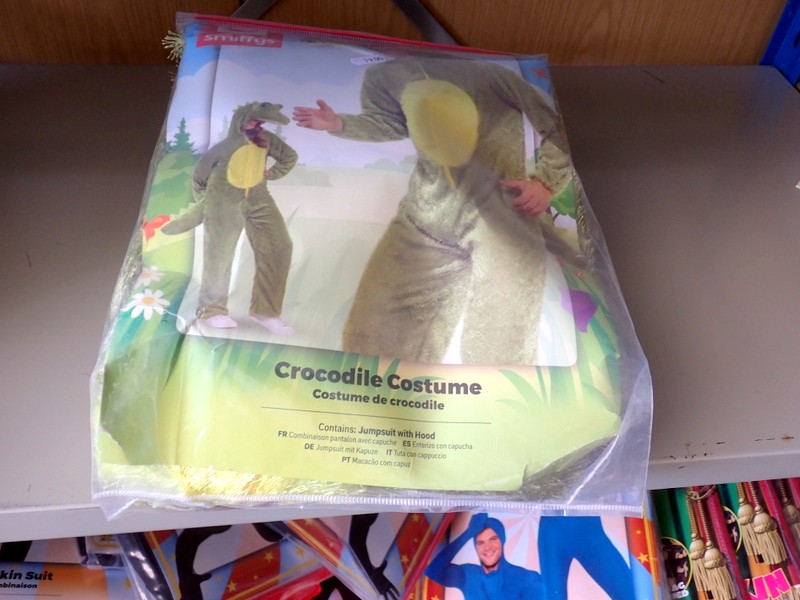 smiffys
Crocodile Costume
Costume de crocodile
Contains: Jumpsuit with Hood
FR Combinaison pantalon avec capuche ES Enterizo con capucha
DE Jumpsuit mit Kapuze IT Tuta con cappuccio
PT Macacão com capuz
kin Suit
mbinaison